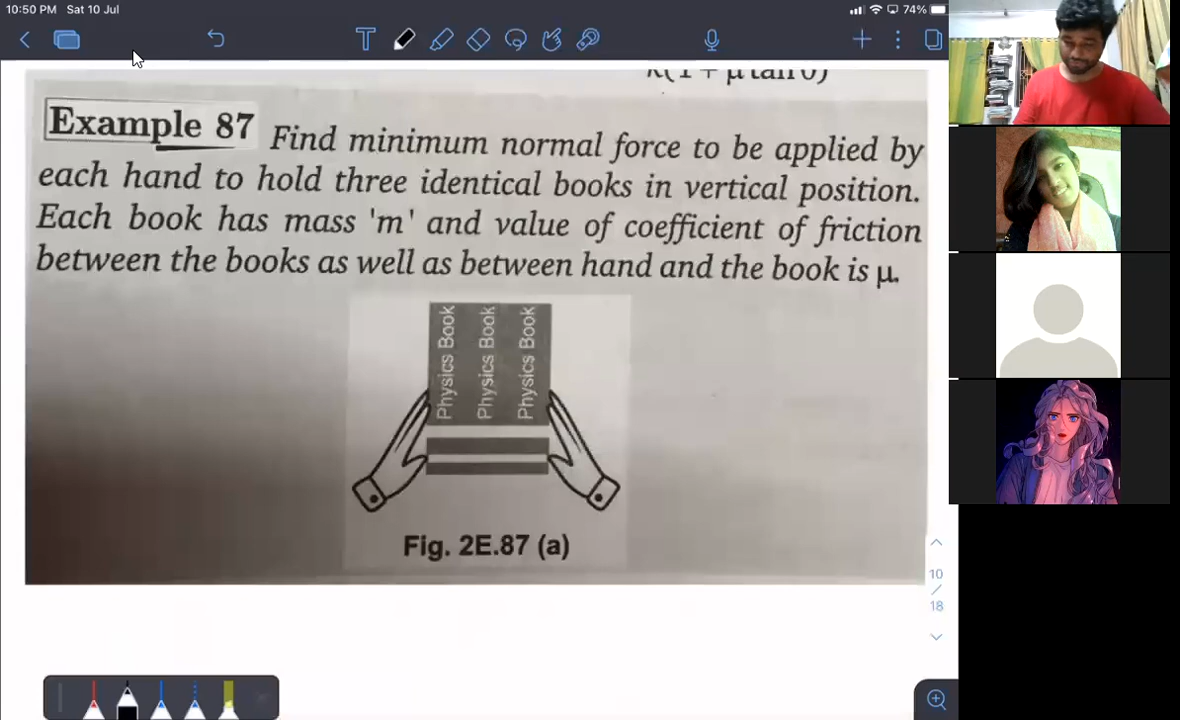 10:50 PM Sat 10 Jul
74%
Example 87 Find minimum normal force to be applied by
each hand to hold three identical books in vertical position.
Each book has mass 'm' and value of coefficient of friction
between the books as well as between hand and the book is μ.
Physics Book
Physics Book
Physics Book
Fig. 2E.87 (a)
10
/
18